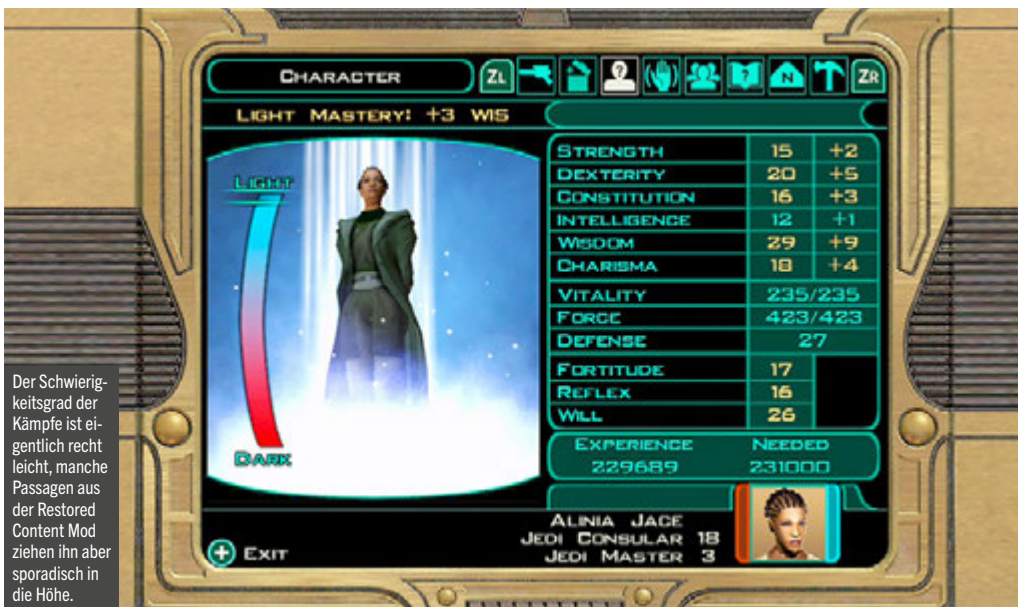 CHARACTER
ZL
?
?
N
ZR
LIGHT MASTERY: +3 WIS
LIGHT
DARK
STRENGTH 15 +2
DEXTERITY 20 +5
CONSTITUTION 16 +3
INTELLIGENCE 12 +1
WISDOM 29 +9
CHARISMA 18 +4
VITALITY 235/235
FORCE 423/423
DEFENSE 27
FORTITUDE 17
REFLEX 16
WILL 26
EXPERIENCE NEEDED
229689 231000
ALINIA JACE
JEDI CONSULAR 18
JEDI MASTER 3
EXIT
Der Schwierig-
keitsgrad der
Kämpfe ist ei-
gentlich recht
leicht, manche
Passagen aus
der Restored
Content Mod
ziehen ihn aber
sporadisch in
die Höhe.